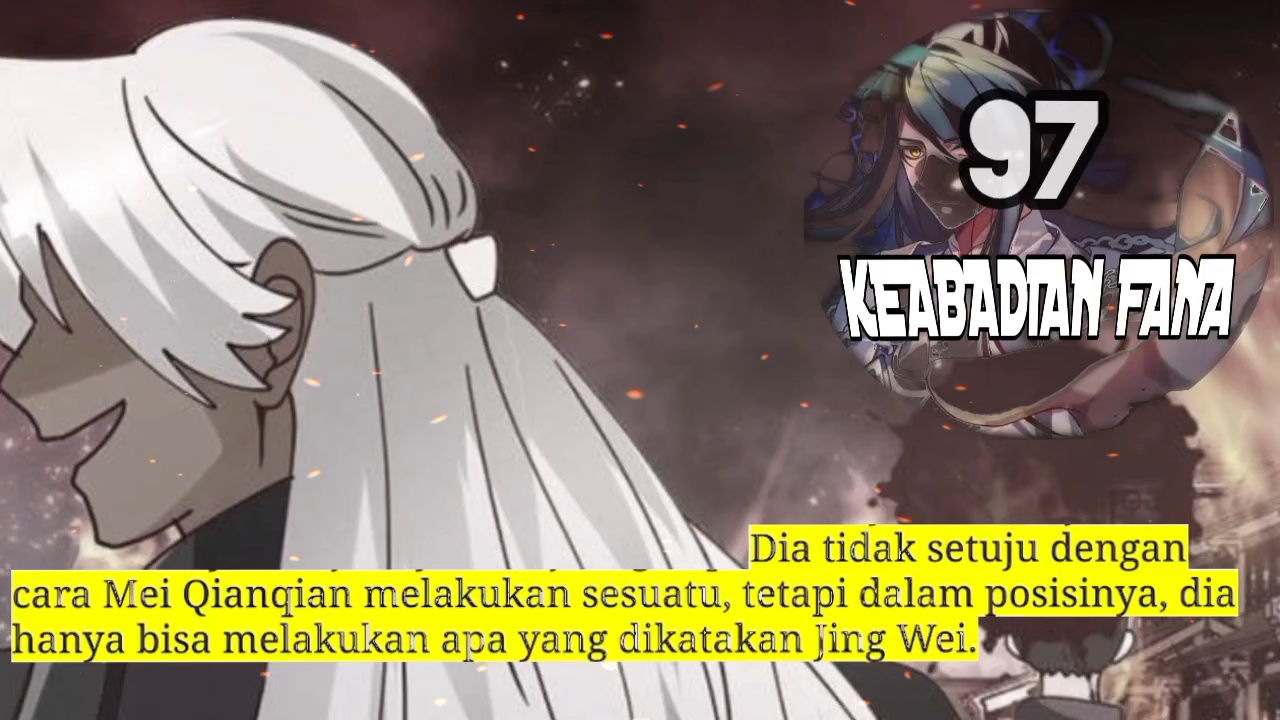 97
KEABADIAN FANA
Dia tidak setuju dengan
cara Mei Qianqian melakukan sesuatu, tetapi dalam posisinya, dia
hanya bisa melakukan apa yang dikatakan Jing Wei.